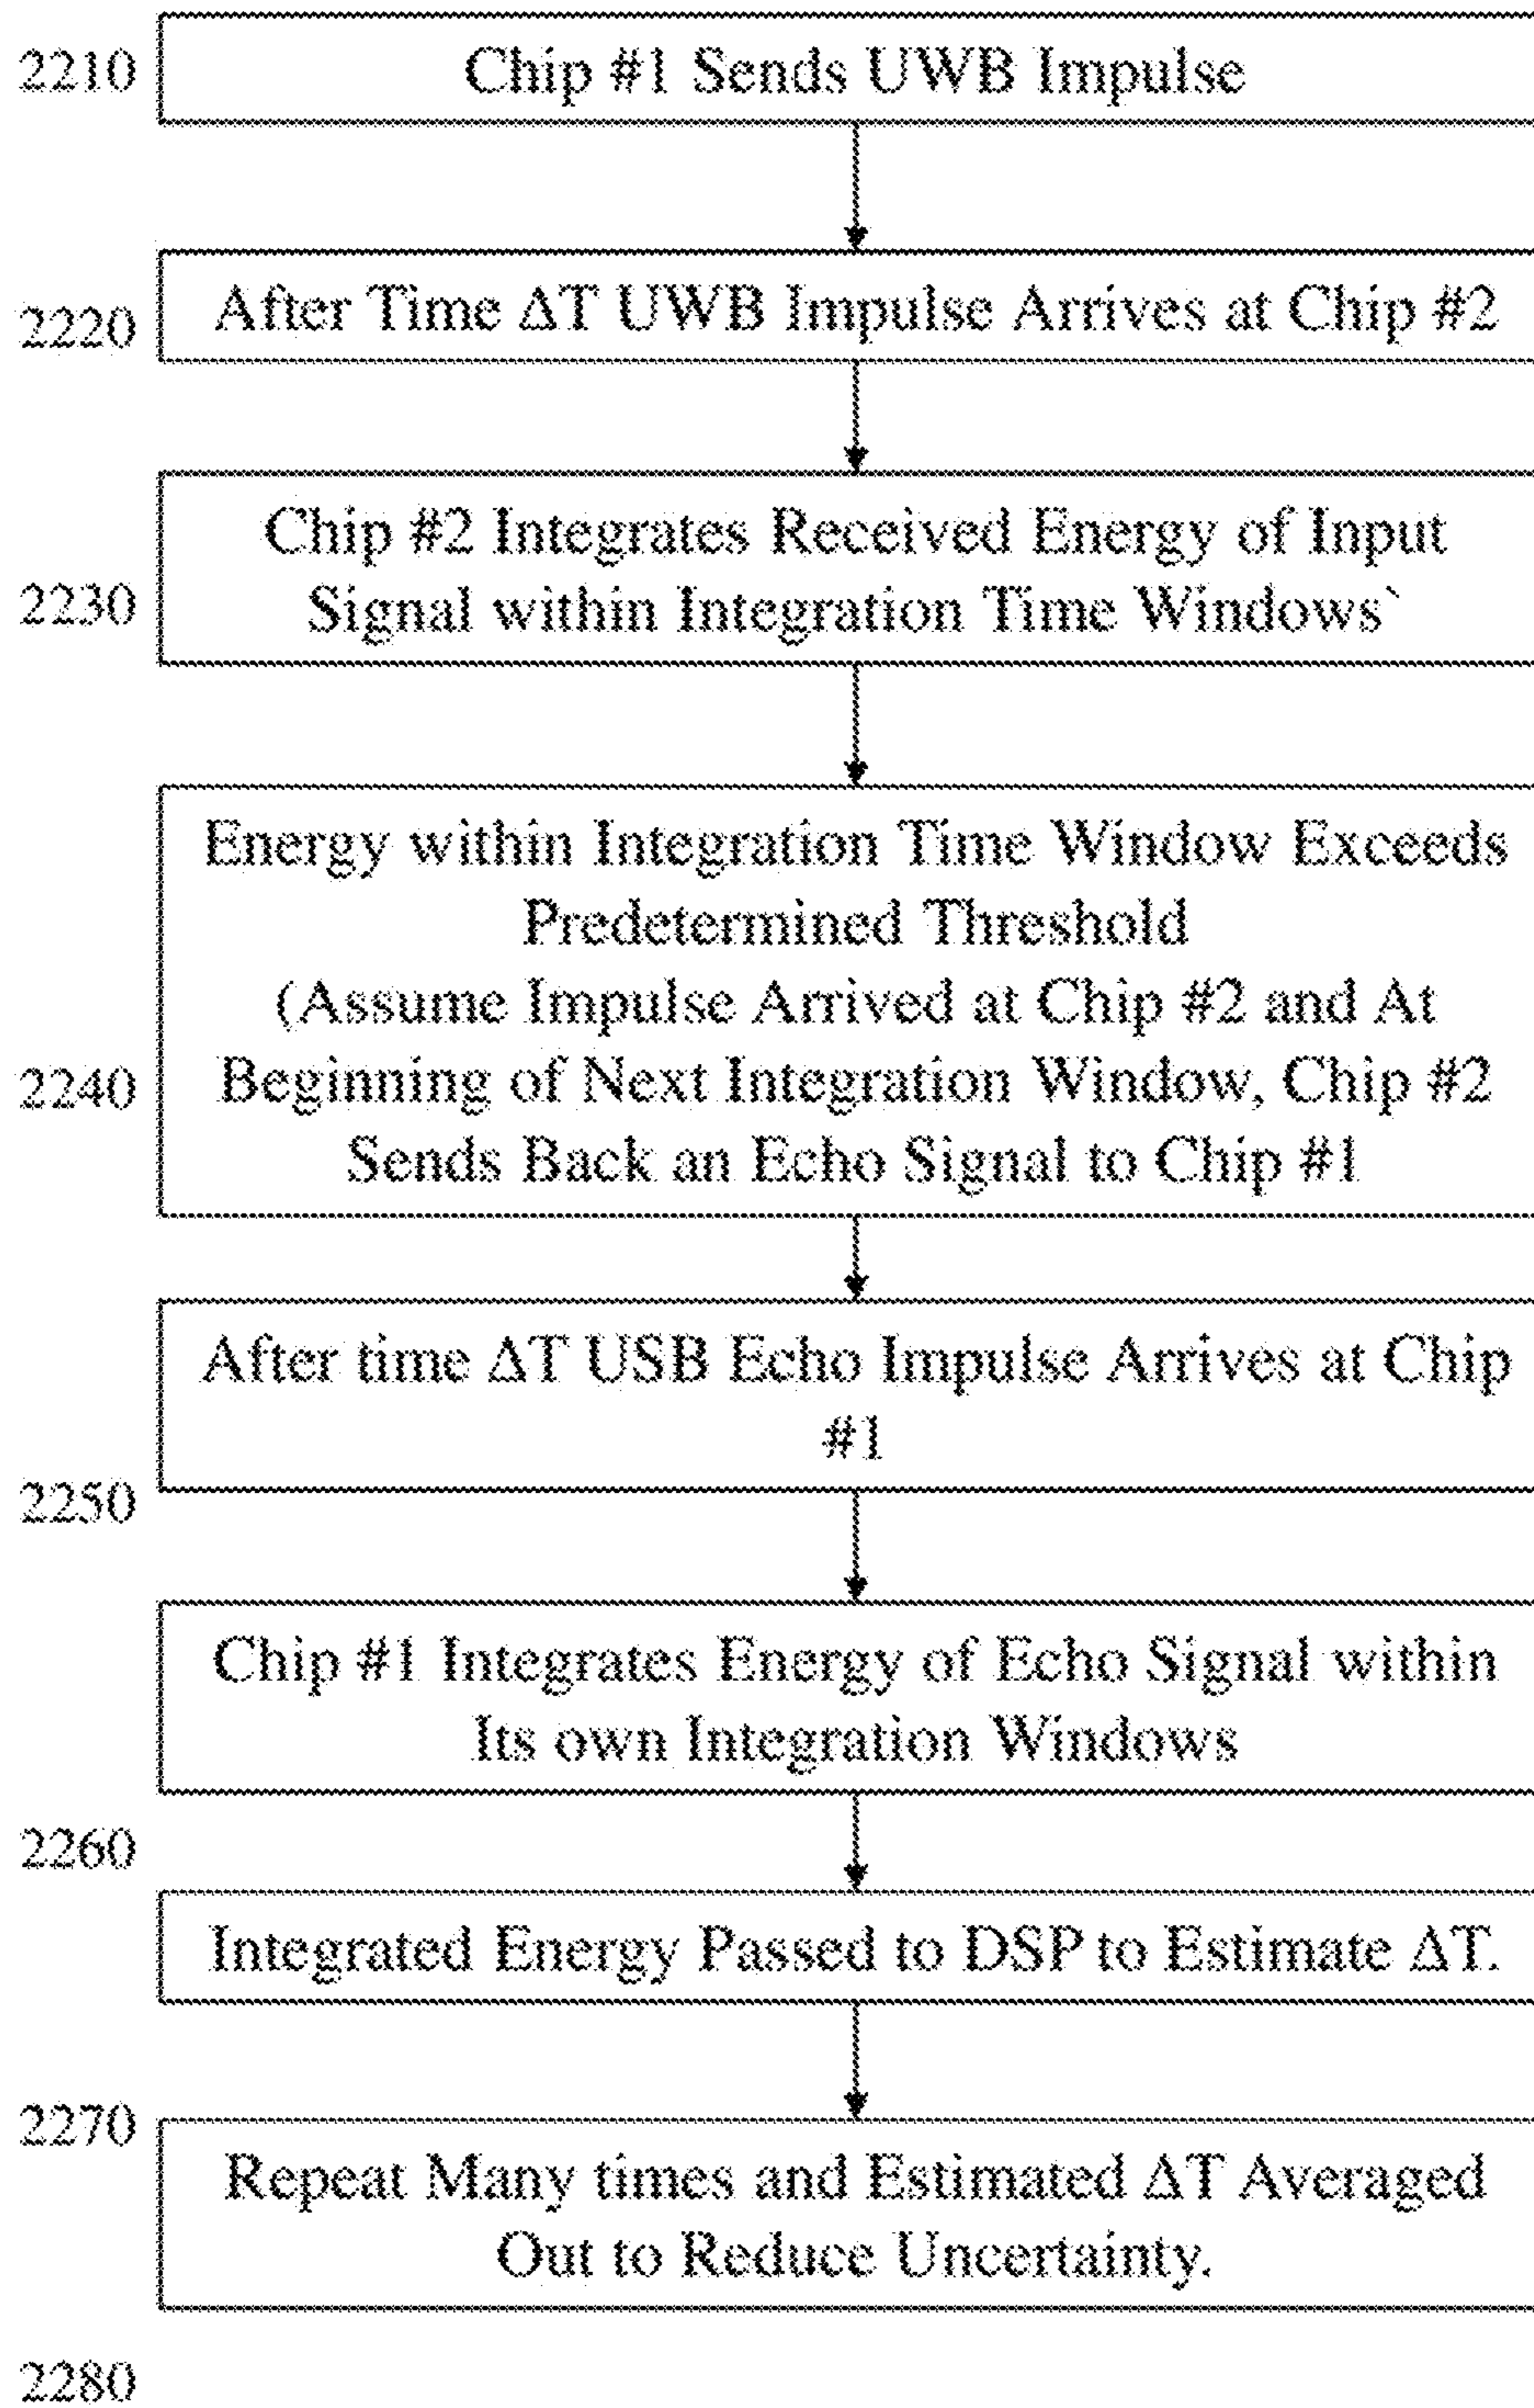 2210
Chip #1 Sends UWB Impulse
2220
After Time ΔT UWB Impulse Arrives at Chip #2
Chip #2 Integrates Received Energy of Input
2230
Signal within Integration Time Windows`
Energy within Integration Time Window Exceeds
Predetermined Threshold
(Assume Impulse Arrived at Chip #2 and At
2240
Beginning of Next Integration Window, Chip #2
Sends Back an Echo Signal to Chip #1
After time ΔT USB Echo Impulse Arrives at Chip
#1
2250
Chip #1 Integrates Energy of Echo Signal within
Its own Integration Windows
2260
Integrated Energy Passed to DSP to Estimate ΔT.
2270
Repeat Many times and Estimated ΔT Averaged
Out to Reduce Uncertainty.
2280